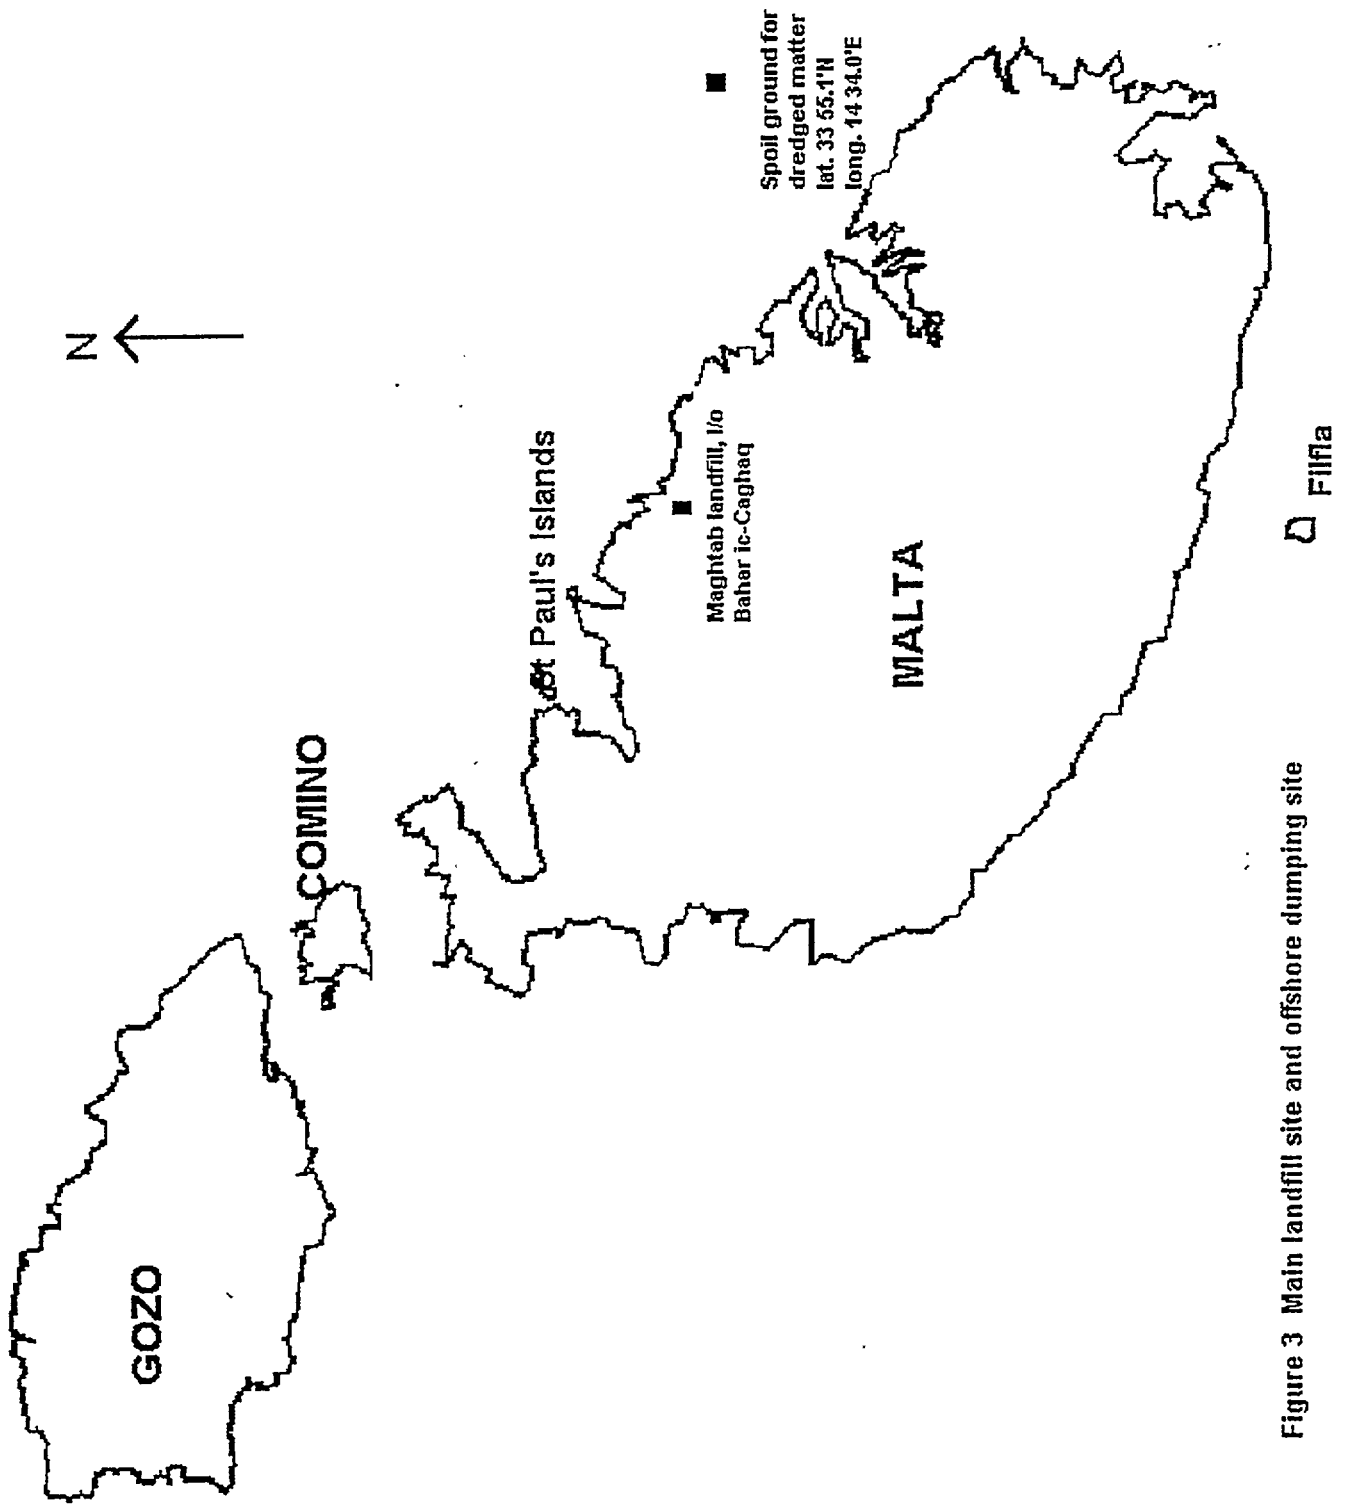 N
Spoil ground for
dredged matter
lat. 33 55.1'N
long. 14 34.0'E
St Paul's Islands
COMINO
GOZO
Maghtab landfill, l/o
Bahar ic-Caghaq
MALTA
Filfla
Figure 3 Main landfill site and offshore dumping site